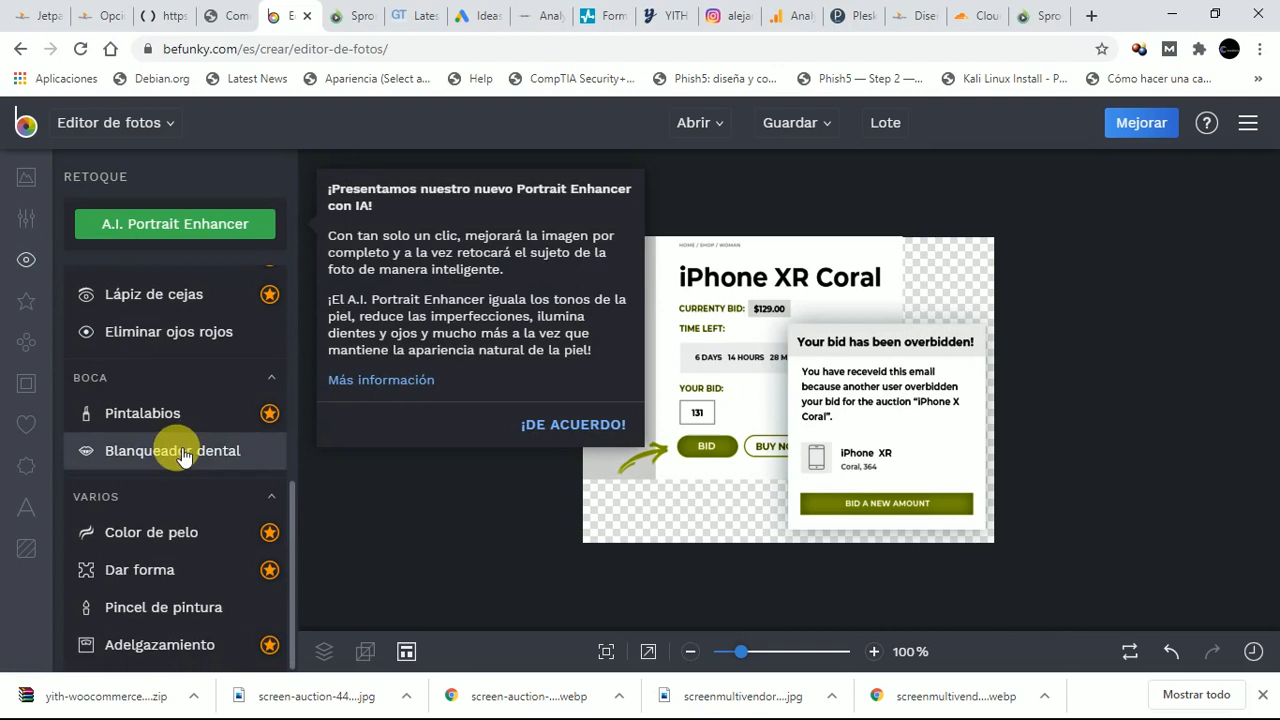 Jetpa
Opci
https
Com
E
Spro
Lates
Ideas
Analy
Form
YITH
alejar
Analy
Plesk
Dise
Clou
Spro
befunky.com/es/crear/editor-de-fotos/
Aplicaciones
Debian.org
Latest News
Apariencia (Select a...
Help
CompTIA Security+...
Phish5: diseña y co...
Phish5 — Step 2 —...
Kali Linux Install - P...
Cómo hacer una ca...
»
Editor de fotos
Abrir
Guardar
Lote
Mejorar
RETOQUE
A.I. Portrait Enhancer
Lápiz de cejas
Eliminar ojos rojos
BOCA
Pintalabios
Blanqueador dental
VARIOS
Color de pelo
Dar forma
Pincel de pintura
Adelgazamiento
¡Presentamos nuestro nuevo Portrait Enhancer
con IA!
Con tan solo un clic, mejorará la imagen por
completo y a la vez retocará el sujeto de la
foto de manera inteligente.
¡El A.I. Portrait Enhancer iguala los tonos de la
piel, reduce las imperfecciones, ilumina
dientes y ojos y mucho más a la vez que
mantiene la apariencia natural de la piel!
Más información
¡DE ACUERDO!
HOME / SHOP / WOMAN
iPhone XR Coral
CURRENTY BID: $129.00
TIME LEFT:
6 DAYS 14 HOURS 28 M
YOUR BID:
131
BID
BUY NO
Your bid has been overbidden!
You have receveid this email
because another user overbidden
your bid for the auction “iPhone X
Coral”.
iPhone XR
Coral, 364
BID A NEW AMOUNT
100 %
yith-woocommerce....zip
screen-auction-44...jpg
screen-auction-....webp
screenmultivendor...jpg
screenmultivend...webp
Mostrar todo